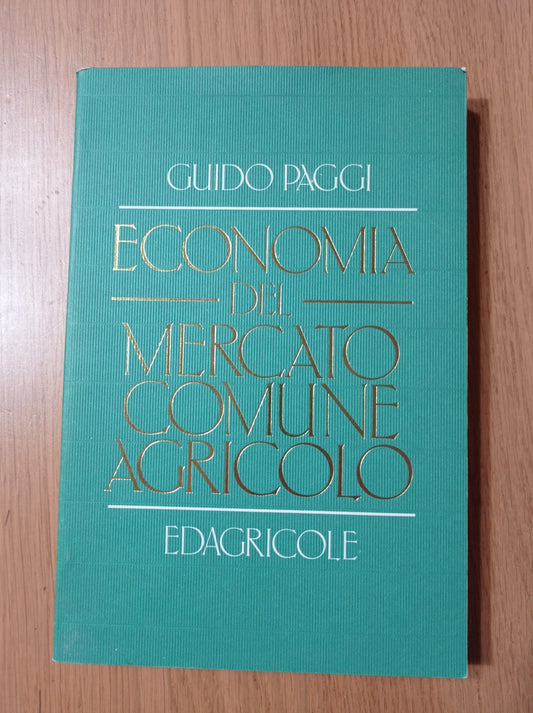 GUIDO PAGGI
ECONOMIA
DEL
MERCATO
COMUNE
AGRICOLO
EDAGRICOLE